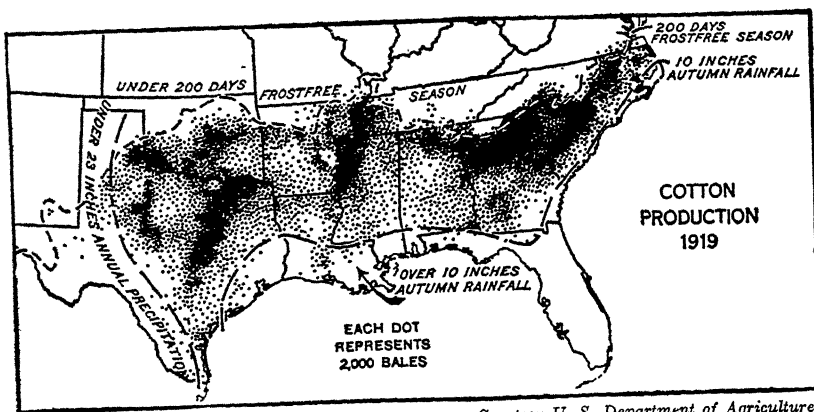 200 DAYS
FROSTFREE SEASON
10 INCHES
AUTUMN RAINFALL
UNDER 200 DAYS FROSTFREE SEASON
UNDER 23 INCHES ANNUAL PRECIPITATION
COTTON
PRODUCTION
1919
OVER 10 INCHES
AUTUMN RAINFALL
EACH DOT
REPRESENTS
2,000 BALES
U. S. Department of Agriculture